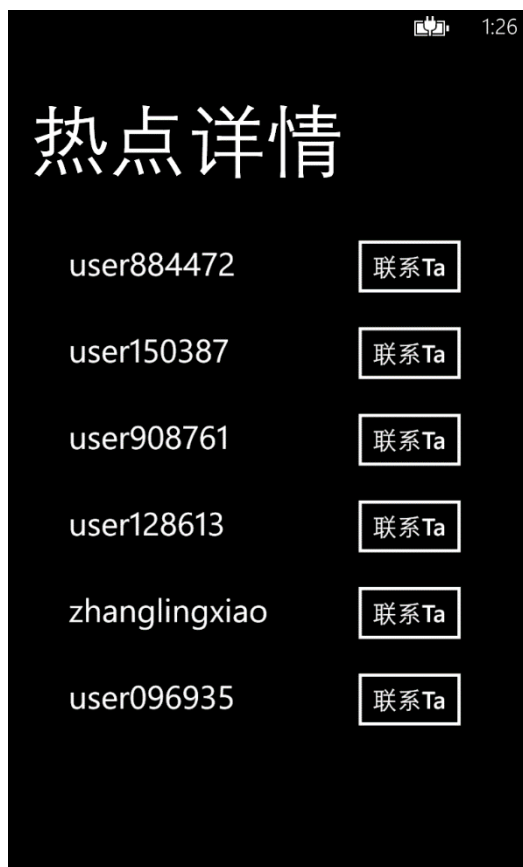 1:26
热点详情
user884472 联系Ta
user150387 联系Ta
user908761 联系Ta
user128613 联系Ta
zhanglingxiao 联系Ta
user096935 联系Ta